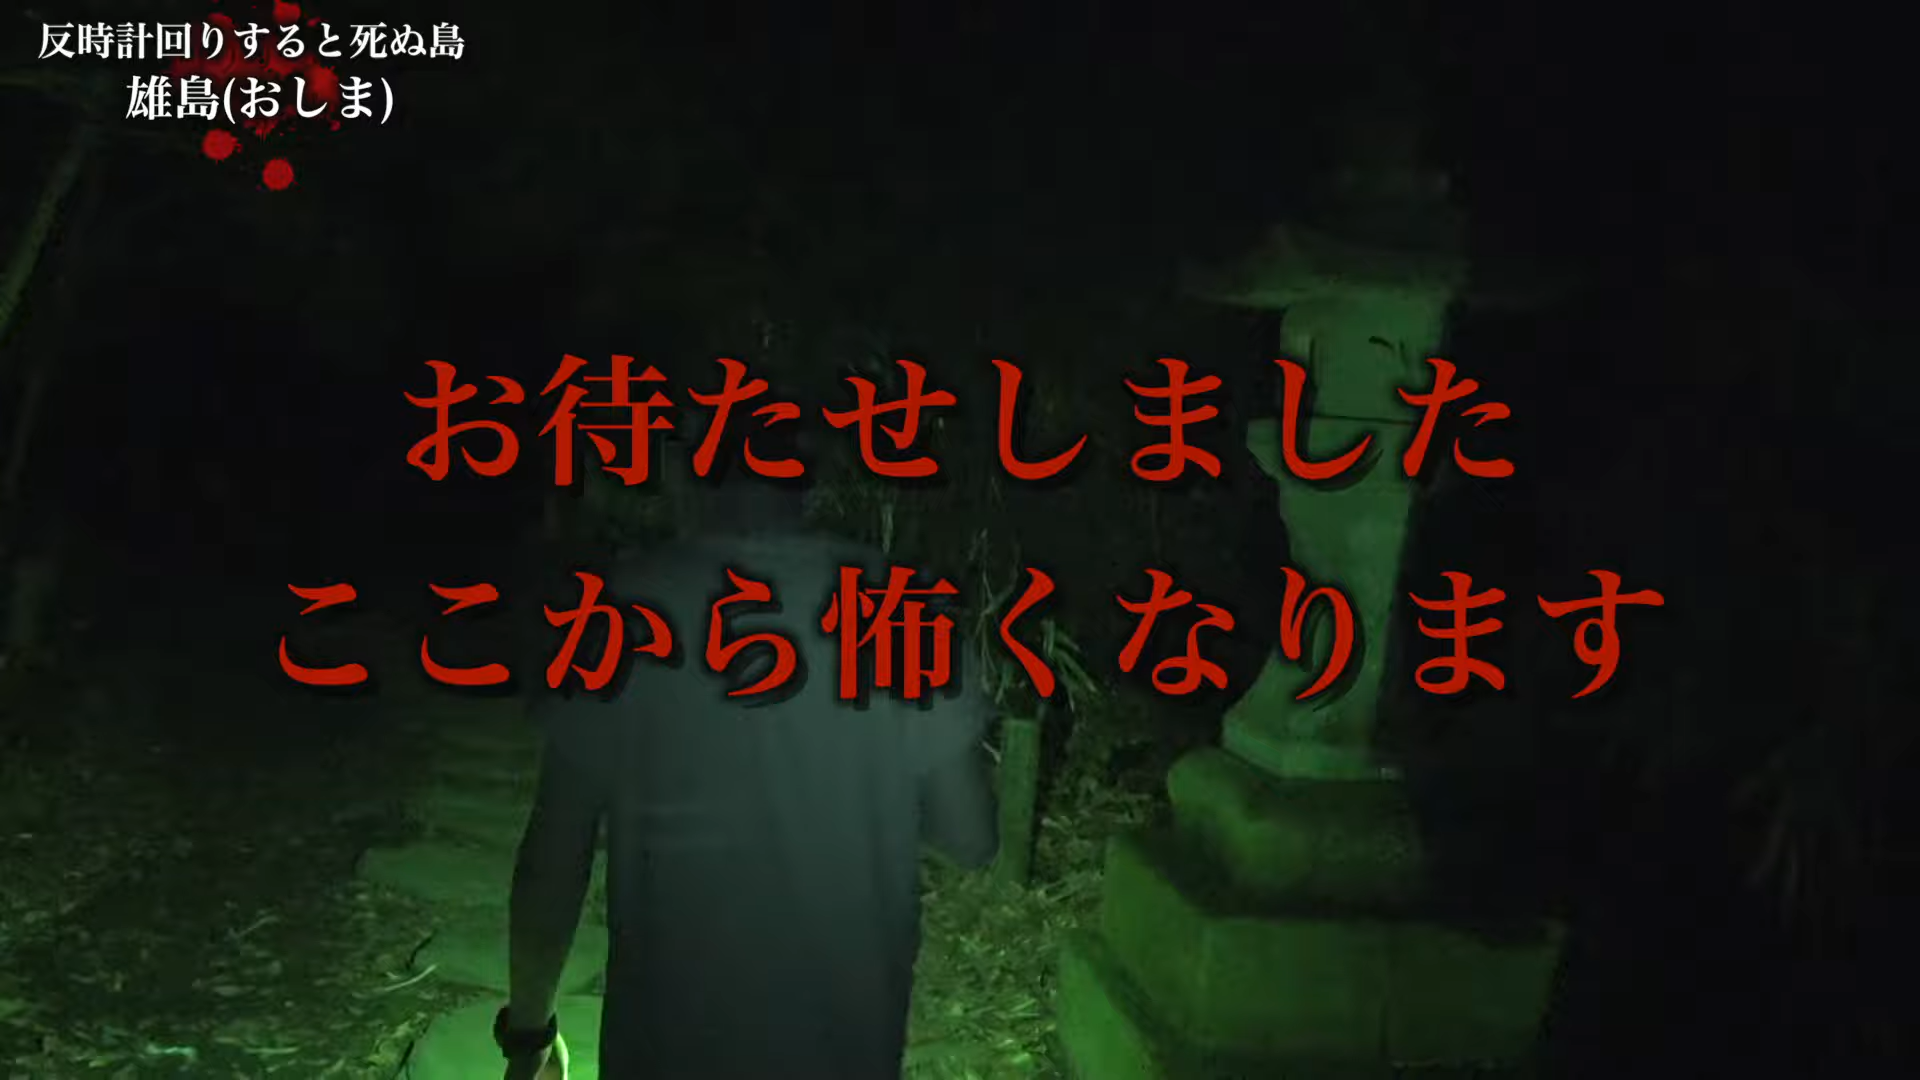 反時計回りすると死ぬ島
雄島(おしま)
お待たせしました
ここから怖くなります